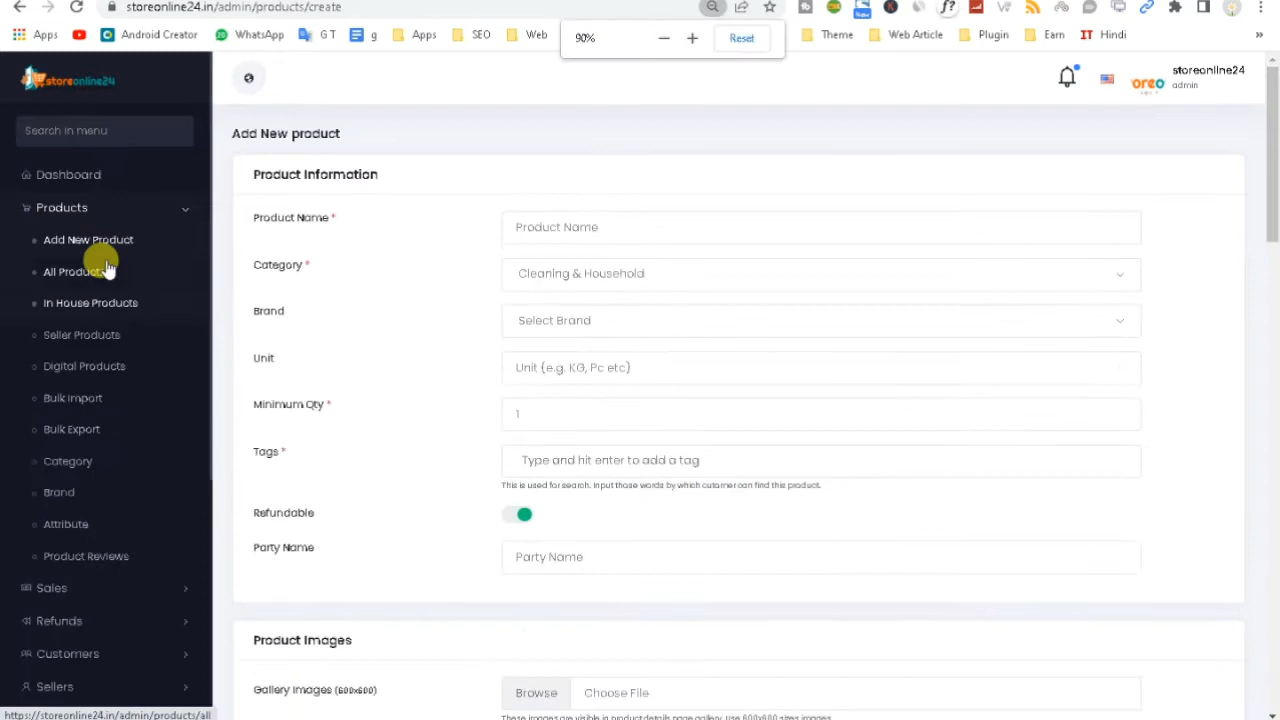 storeonline24.in/admin/products/create
Apps
Android Creator
WhatsApp
G T
g
Apps
SEO
Web
90%
Reset
Theme
Web Article
Plugin
Earn
IT Hindi
»
storeonline24
oreo
storeonline24
admin
Search in menu
Dashboard
Products
Add New Product
All Products
In House Products
Seller Products
Digital Products
Bulk Import
Bulk Export
Category
Brand
Attribute
Product Reviews
Sales
Refunds
Customers
Sellers
https://storeonline24.in/admin/products/all
Add New product
Product Information
Product Name *
Product Name
Category *
Cleaning & Household
Brand
Select Brand
Unit
Unit (e.g. KG, Pc etc)
Minimum Qty *
1
Tags *
Type and hit enter to add a tag
This is used for search. Input those words by which cutomer can find this product.
Refundable
Party Name
Party Name
Product Images
Gallery Images (600x600)
Browse
Choose File
These images are visible in product details page gallery. Use 600x600 sizes images.